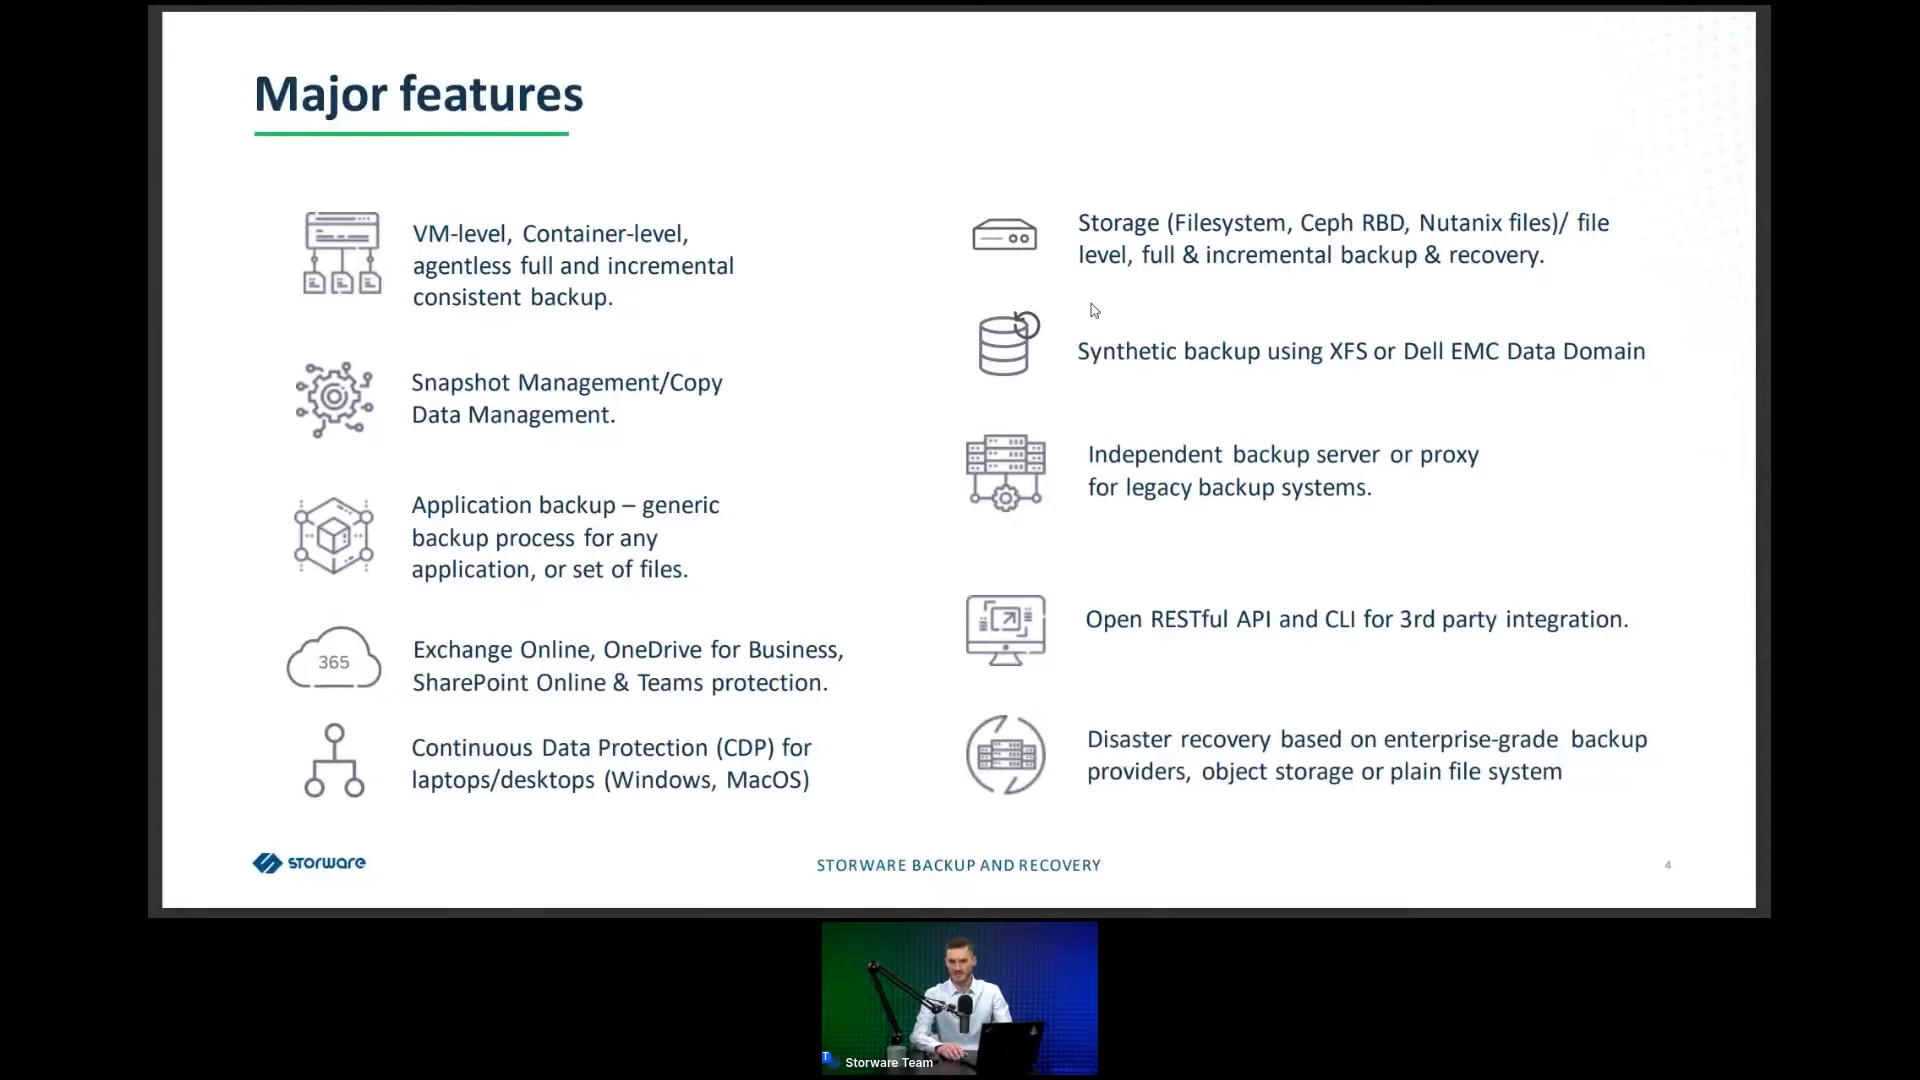 Major features
VM-level, Container-level,
agentless full and incremental
consistent backup.
Snapshot Management/Copy
Data Management.
Application backup – generic
backup process for any
application, or set of files.
365
Exchange Online, OneDrive for Business,
SharePoint Online & Teams protection.
Continuous Data Protection (CDP) for
laptops/desktops (Windows, MacOS)
Storage (Filesystem, Ceph RBD, Nutanix files)/ file
level, full & incremental backup & recovery.
Synthetic backup using XFS or Dell EMC Data Domain
Independent backup server or proxy
for legacy backup systems.
Open RESTful API and CLI for 3rd party integration.
Disaster recovery based on enterprise-grade backup
providers, object storage or plain file system
STORWARE
STORWARE BACKUP AND RECOVERY
4
T
Storware Team